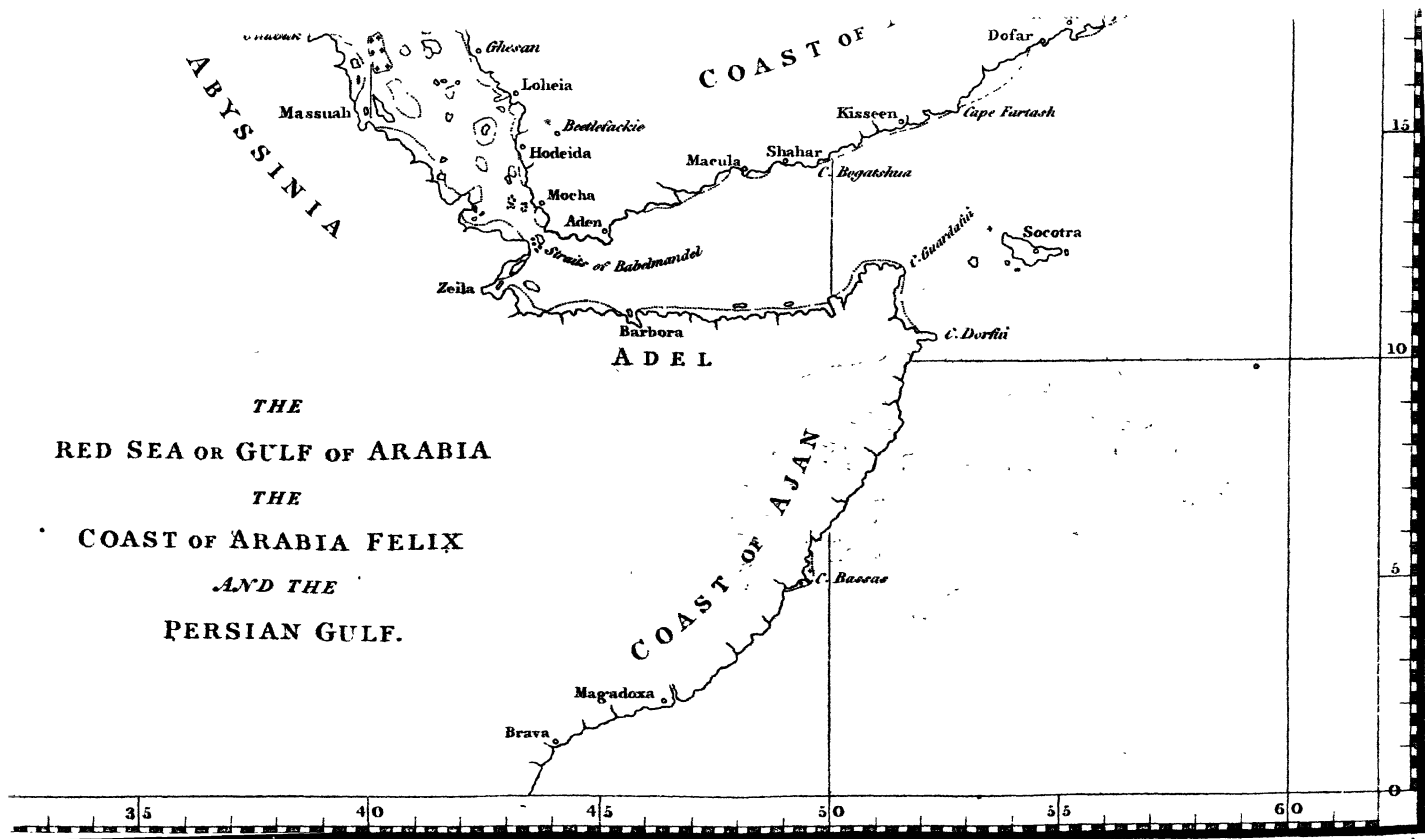 Ghesan
COAST OF
Dofar
ABYSSINIA
Loheia
Massuah
Beetlefackie
Kisseen
Cape Fartash
15
Hodeida
Macula
Shahar
C. Bogatshua
Mocha
Aden
C. Guardafui
Socotra
Straits of Babelmandel
Zeila
Barbora
C. Dorfui
ADEL
10
THE
RED SEA OR GULF OF ARABIA
THE
COAST OF ARABIA FELIX
AND THE
PERSIAN GULF.
COAST OF AJAN
5
C. Bassas
Magadoxa
Brava
0
35 40 45 50 55 60